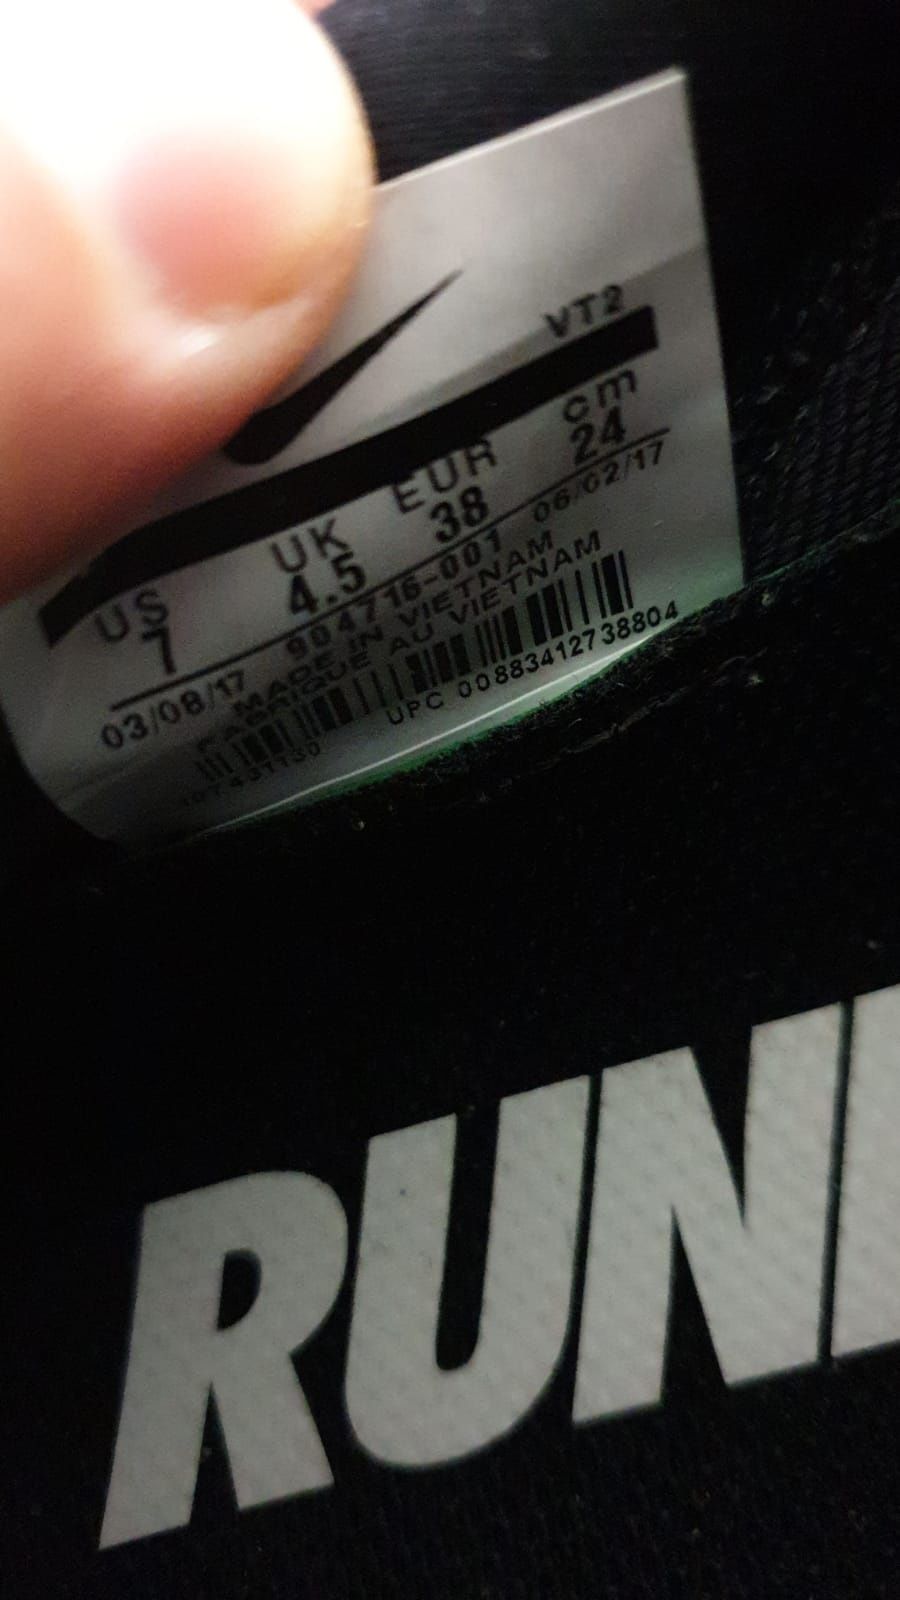 VT2
US UK EUR cm
7 4.5 38 24
03/08/17 904716-001 06/02/17
MADE IN VIETNAM
FABRIQUE AU VIETNAM
UPC 00883412738804
RUN